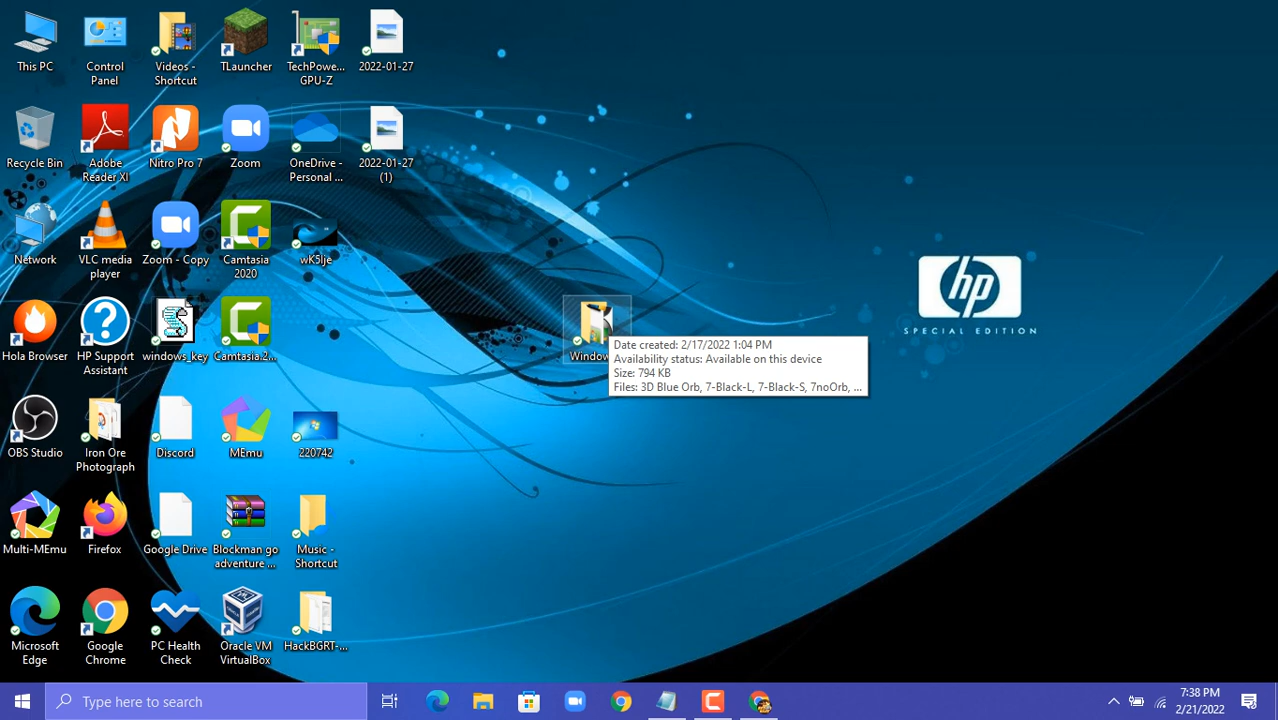 This PC
Control
Panel
Videos -
Shortcut
TLauncher
TechPowe...
GPU-Z
2022-01-27
Recycle Bin
Adobe
Reader XI
Nitro Pro 7
Zoom
OneDrive -
Personal ...
2022-01-27
(1)
Network
VLC media
player
Zoom - Copy
Camtasia
2020
wK5lje
Hola Browser
HP Support
Assistant
windows_key
Camtasia.2...
Window
Date created: 2/17/2022 1:04 PM
Availability status: Available on this device
Size: 794 KB
Files: 3D Blue Orb, 7-Black-L, 7-Black-S, 7noOrb, ...
hp
SPECIAL EDITION
OBS Studio
Iron Ore
Photograph
Discord
MEmu
220742
Multi-MEmu
Firefox
Google Drive
Blockman go
adventure ...
Music -
Shortcut
Microsoft
Edge
Google
Chrome
PC Health
Check
Oracle VM
VirtualBox
HackBGRT-...
Type here to search
7:38 PM
2/21/2022